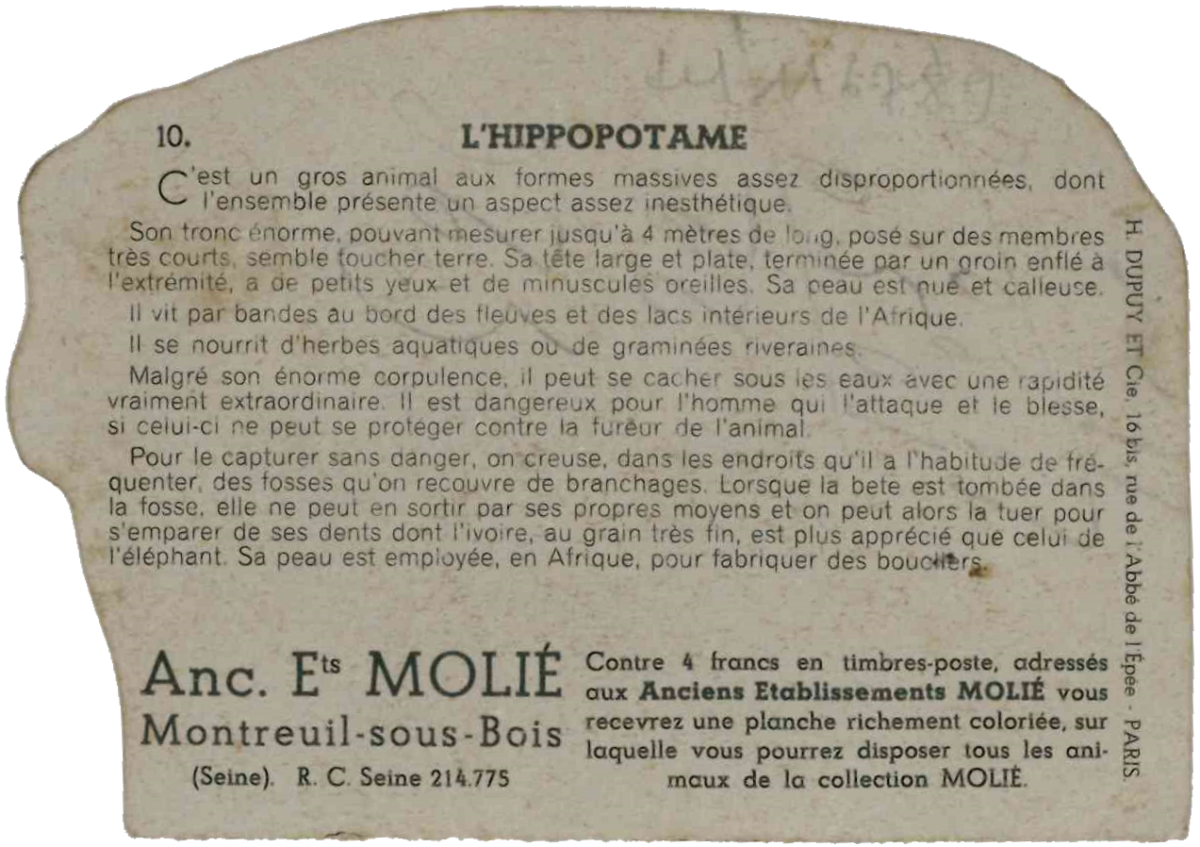 10. L'HIPPOPOTAME
C'est un gros animal aux formes massives assez disproportionnées, dont
l'ensemble présente un aspect assez inesthétique.
Son tronc énorme, pouvant mesurer jusqu'à 4 mètres de long, posé sur des membres
très courts, semble toucher terre. Sa tête large et plate, terminée par un groin enflé à
l'extrémité, a de petits yeux et de minuscules oreilles. Sa peau est nue et calleuse.
Il vit par bandes au bord des fleuves et des lacs intérieurs de l'Afrique.
Il se nourrit d'herbes aquatiques ou de graminées riveraines.
Malgré son énorme corpulence, il peut se cacher sous les eaux avec une rapidité
vraiment extraordinaire. Il est dangereux pour l'homme qui l'attaque et le blesse,
si celui-ci ne peut se protéger contre la fureur de l'animal.
Pour le capturer sans danger, on creuse, dans les endroits qu'il a l'habitude de fré-
quenter, des fosses qu'on recouvre de branchages. Lorsque la bete est tombée dans
la fosse, elle ne peut en sortir par ses propres moyens et on peut alors la tuer pour
s'emparer de ses dents dont l'ivoire, au grain très fin, est plus apprécié que celui de
l'éléphant. Sa peau est employée, en Afrique, pour fabriquer des boucliers.
Anc. Ets MOLIÉ
Montreuil-sous-Bois
(Seine). R. C. Seine 214.775
Contre 4 francs en timbres-poste, adressés
aux Anciens Etablissements MOLIÉ vous
recevrez une planche richement coloriée, sur
laquelle vous pourrez disposer tous les ani-
maux de la collection MOLIÉ.
H. DUPUY ET Cie, 16 bis, rue de l'Abbé de l'Épée - PARIS.